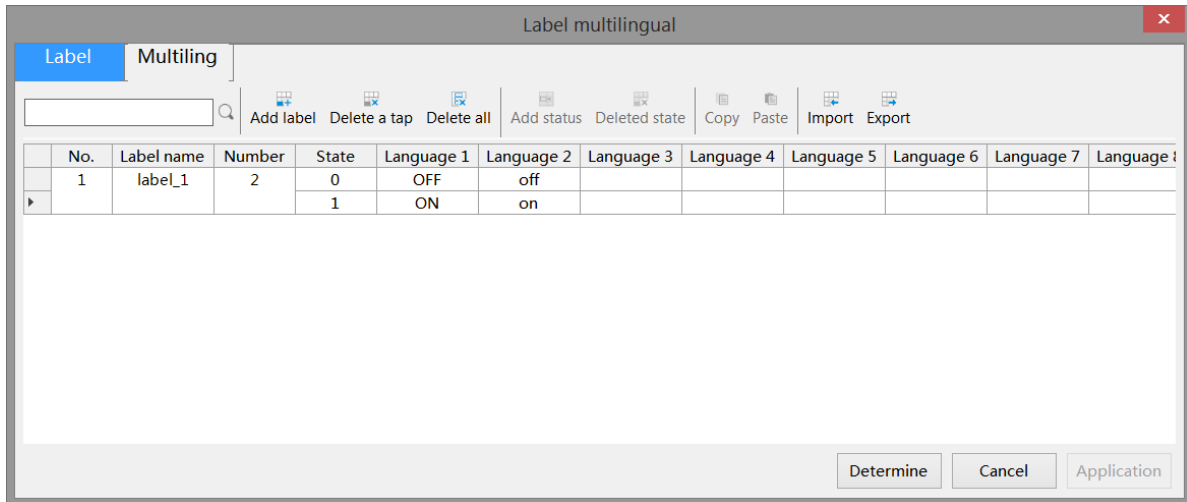 Label multilingual
Label Multiling
Add label Delete a tap Delete all Add status Deleted state Copy Paste Import Export
No. Label name Number State Language 1 Language 2 Language 3 Language 4 Language 5 Language 6 Language 7 Language
1 label_1 2 0 OFF off
1 ON on
Determine Cancel Application